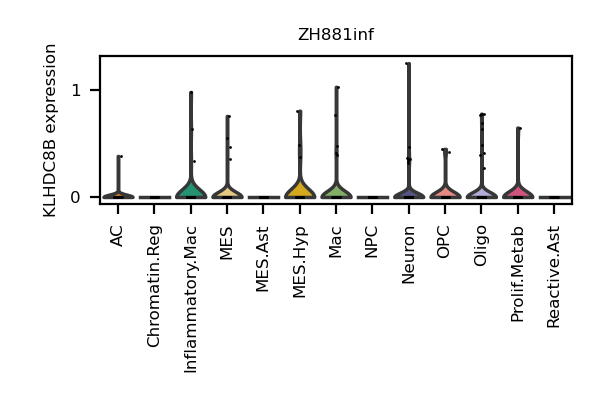 ZH881inf
KLHDC8B expression
1
0
AC
Chromatin.Reg
Inflammatory.Mac
MES
MES.Ast
MES.Hyp
Mac
NPC
Neuron
OPC
Oligo
Prolif.Metab
Reactive.Ast